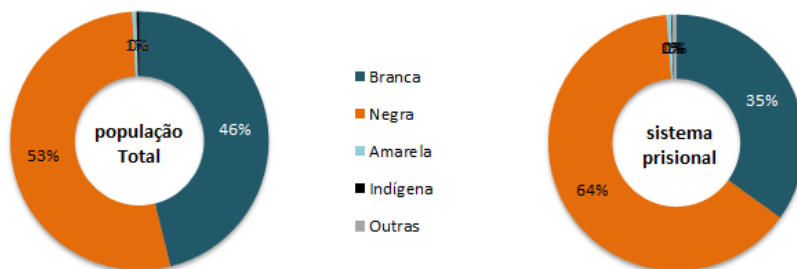 46%
53%
população
Total
Branca
Negra
Amarela
Indígena
Outras
35%
64%
sistema
prisional